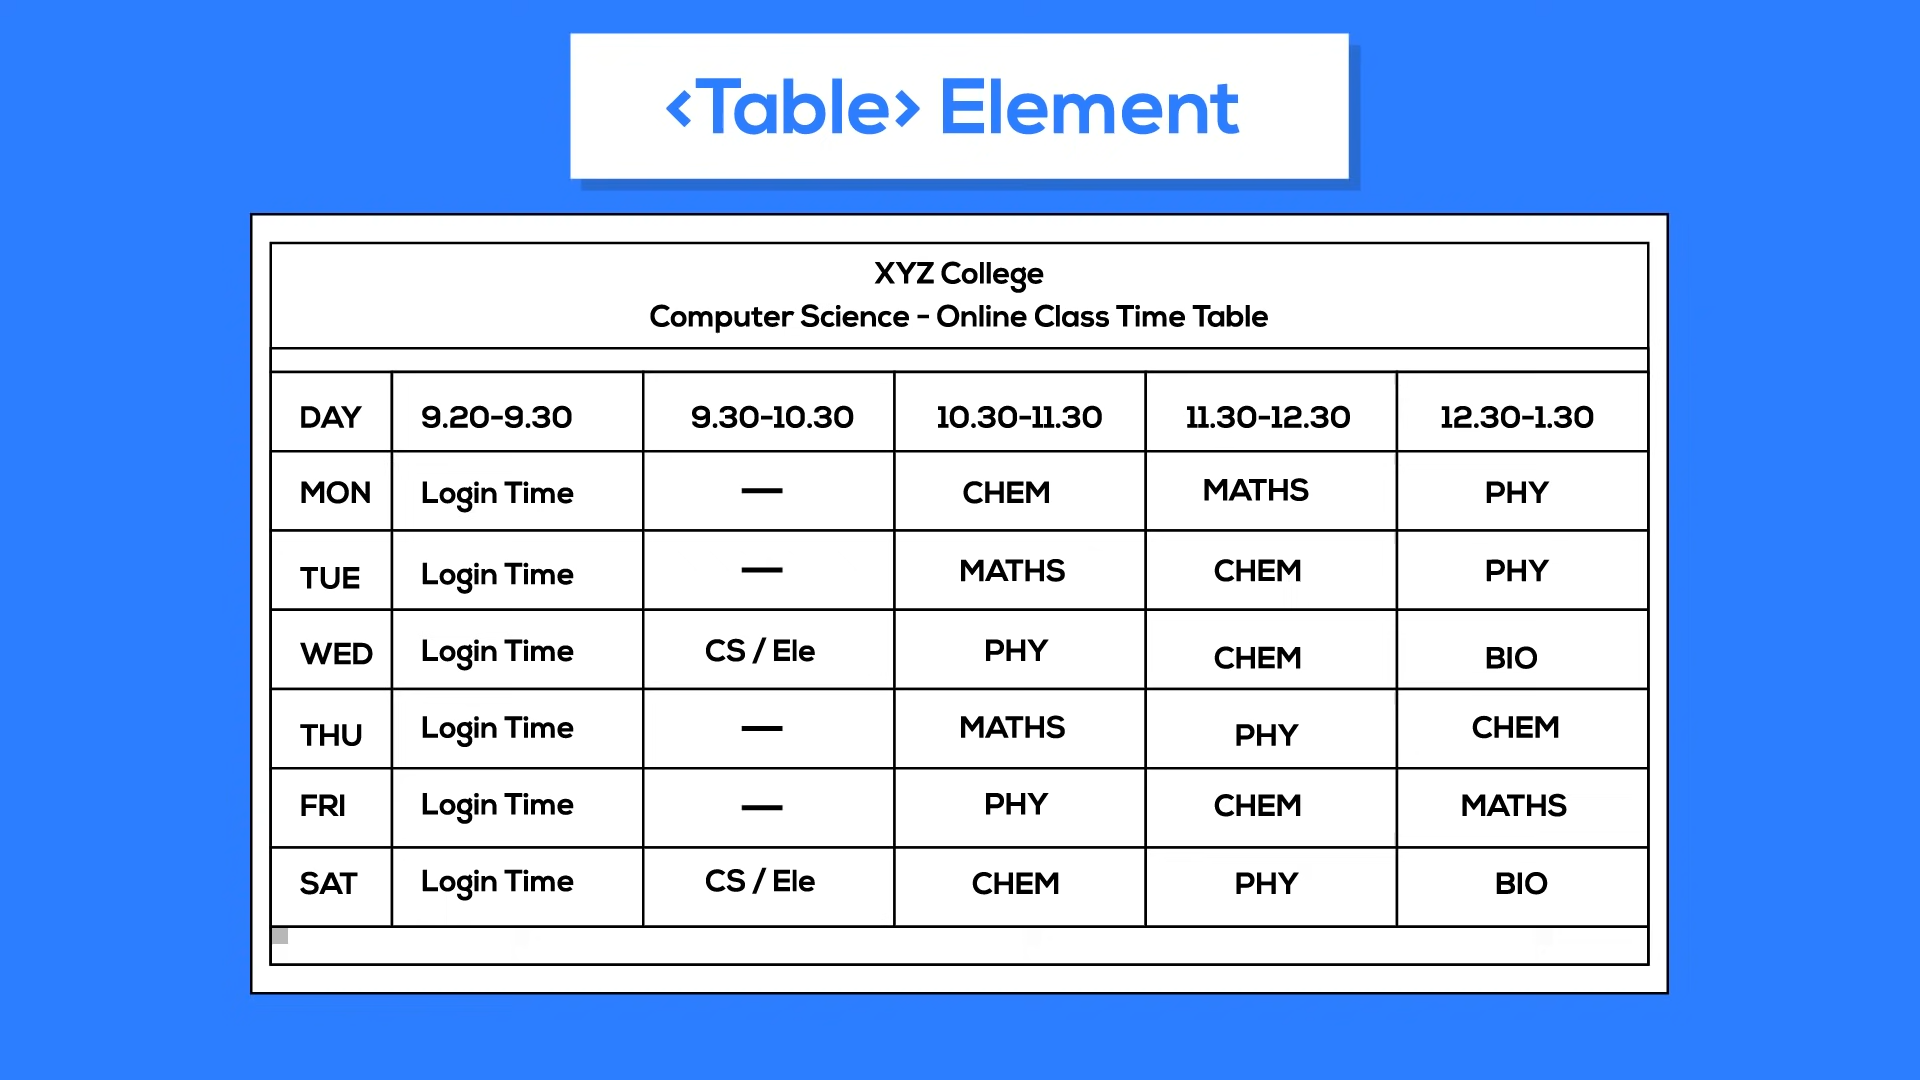 <Table> Element
XYZ College
Computer Science - Online Class Time Table
DAY 9.20-9.30 9.30-10.30 10.30-11.30 11.30-12.30 12.30-1.30
MON Login Time — CHEM MATHS PHY
TUE Login Time — MATHS CHEM PHY
WED Login Time CS / Ele PHY CHEM BIO
THU Login Time — MATHS PHY CHEM
FRI Login Time — PHY CHEM MATHS
SAT Login Time CS / Ele CHEM PHY BIO